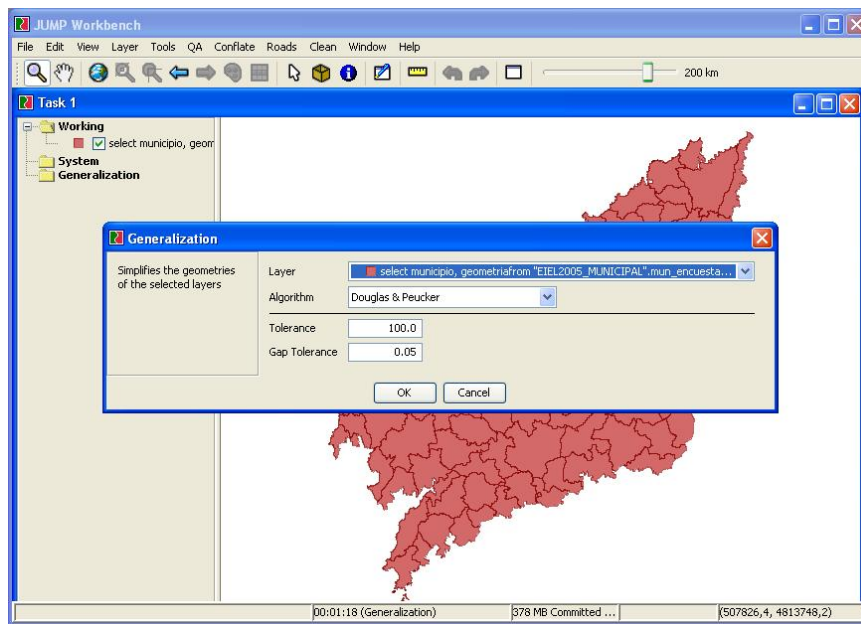 JUMP Workbench
File Edit View Layer Tools QA Conflate Roads Clean Window Help
200 km
Task 1
Working
select municipio, geom
System
Generalization
Generalization
Simplifies the geometries
of the selected layers
Layer select municipio, geometriafrom "EIEL2005_MUNICIPAL".mun_encuesta...
Algorithm Douglas & Peucker
Tolerance 100.0
Gap Tolerance 0.05
OK Cancel
00:01:18 (Generalization) 378 MB Committed ... (507826,4, 4813748,2)